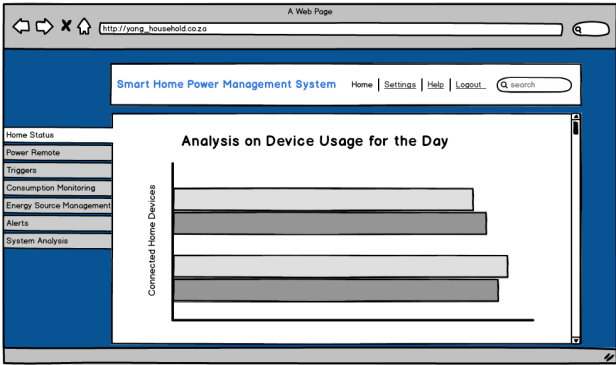 A Web Page
http://yang_household.co.za
Smart Home Power Management System
Home Settings Help Logout search
Home Status
Power Remote
Triggers
Consumption Monitoring
Energy Source Management
Alerts
System Analysis
Analysis on Device Usage for the Day
Connected Home Devices